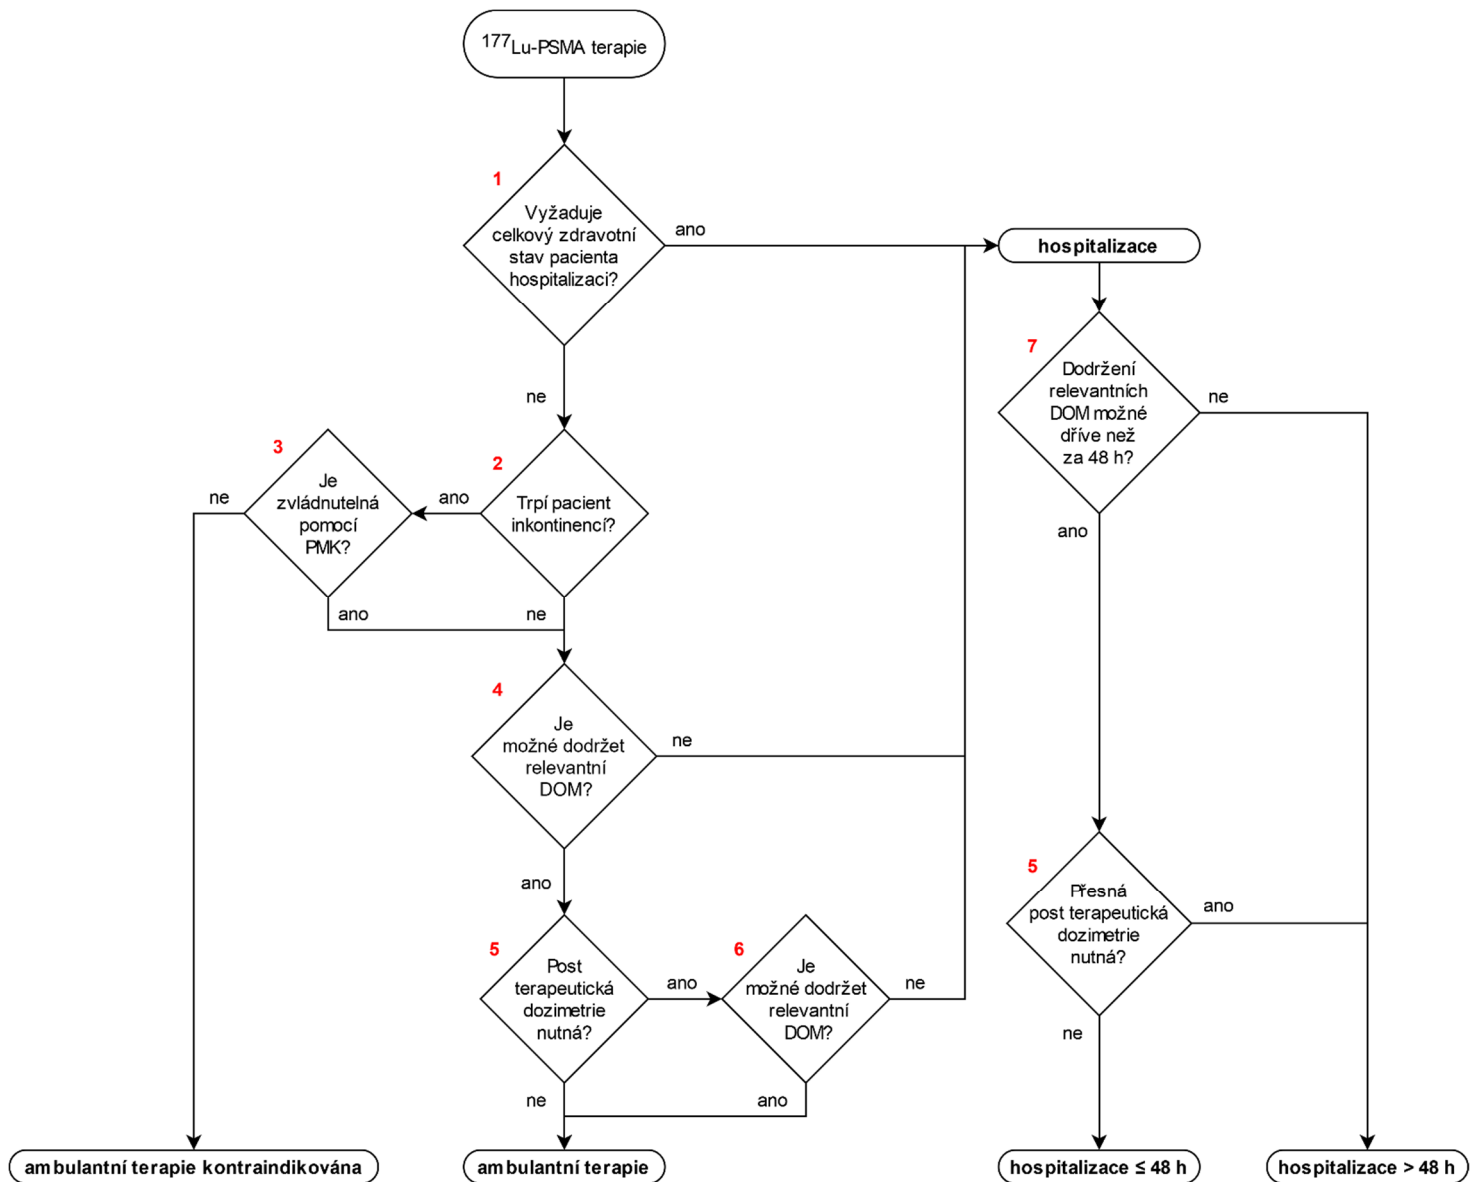 177Lu-PSMA terapie
1
Vyžaduje
celkový zdravotní
stav pacienta
hospitalizaci?
ano
hospitalizace
ne
7
Dodržení
relevantních
DOM možné
dříve než
za 48 h?
ne
ano
3
Je
zvládnutelná
pomocí
PMK?
ne
ano
2
Trpí pacient
inkontinencí?
ano
ne
4
Je
možné dodržet
relevantní
DOM?
ne
ano
5
Post
terapeutická
dozimetrie
nutná?
ano
ne
6
Je
možné dodržet
relevantní
DOM?
ne
ano
5
Přesná
post terapeutická
dozimetrie
nutná?
ano
ne
ambulantní terapie kontraindikována
ambulantní terapie
hospitalizace ≤ 48 h
hospitalizace > 48 h